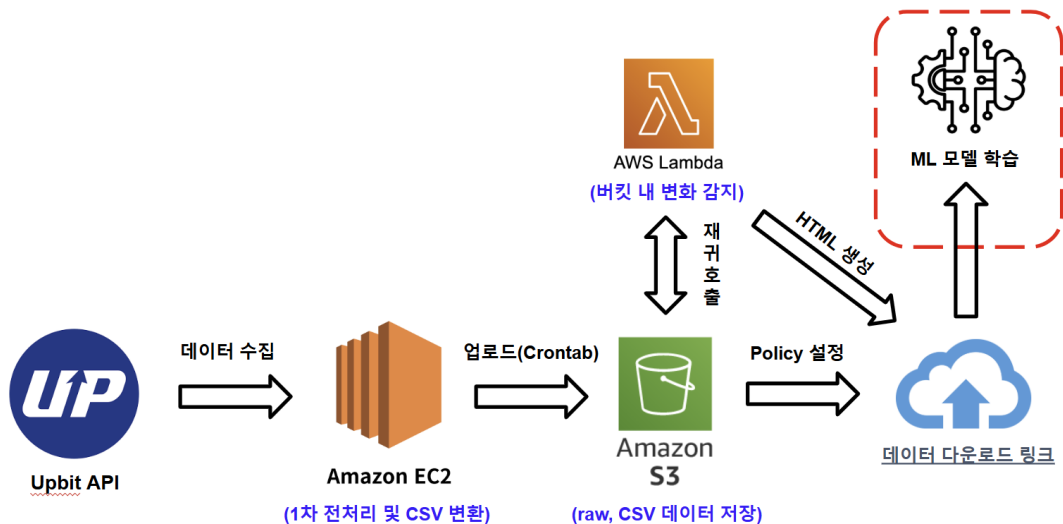 ML 모델 학습
AWS Lambda
(버킷 내 변화 감지)
재
귀
호
출
HTML 생성
데이터 수집
업로드(Crontab)
Policy 설정
UP
Upbit API
Amazon EC2
(1차 전처리 및 CSV 변환)
Amazon
S3
(raw, CSV 데이터 저장)
데이터 다운로드 링크